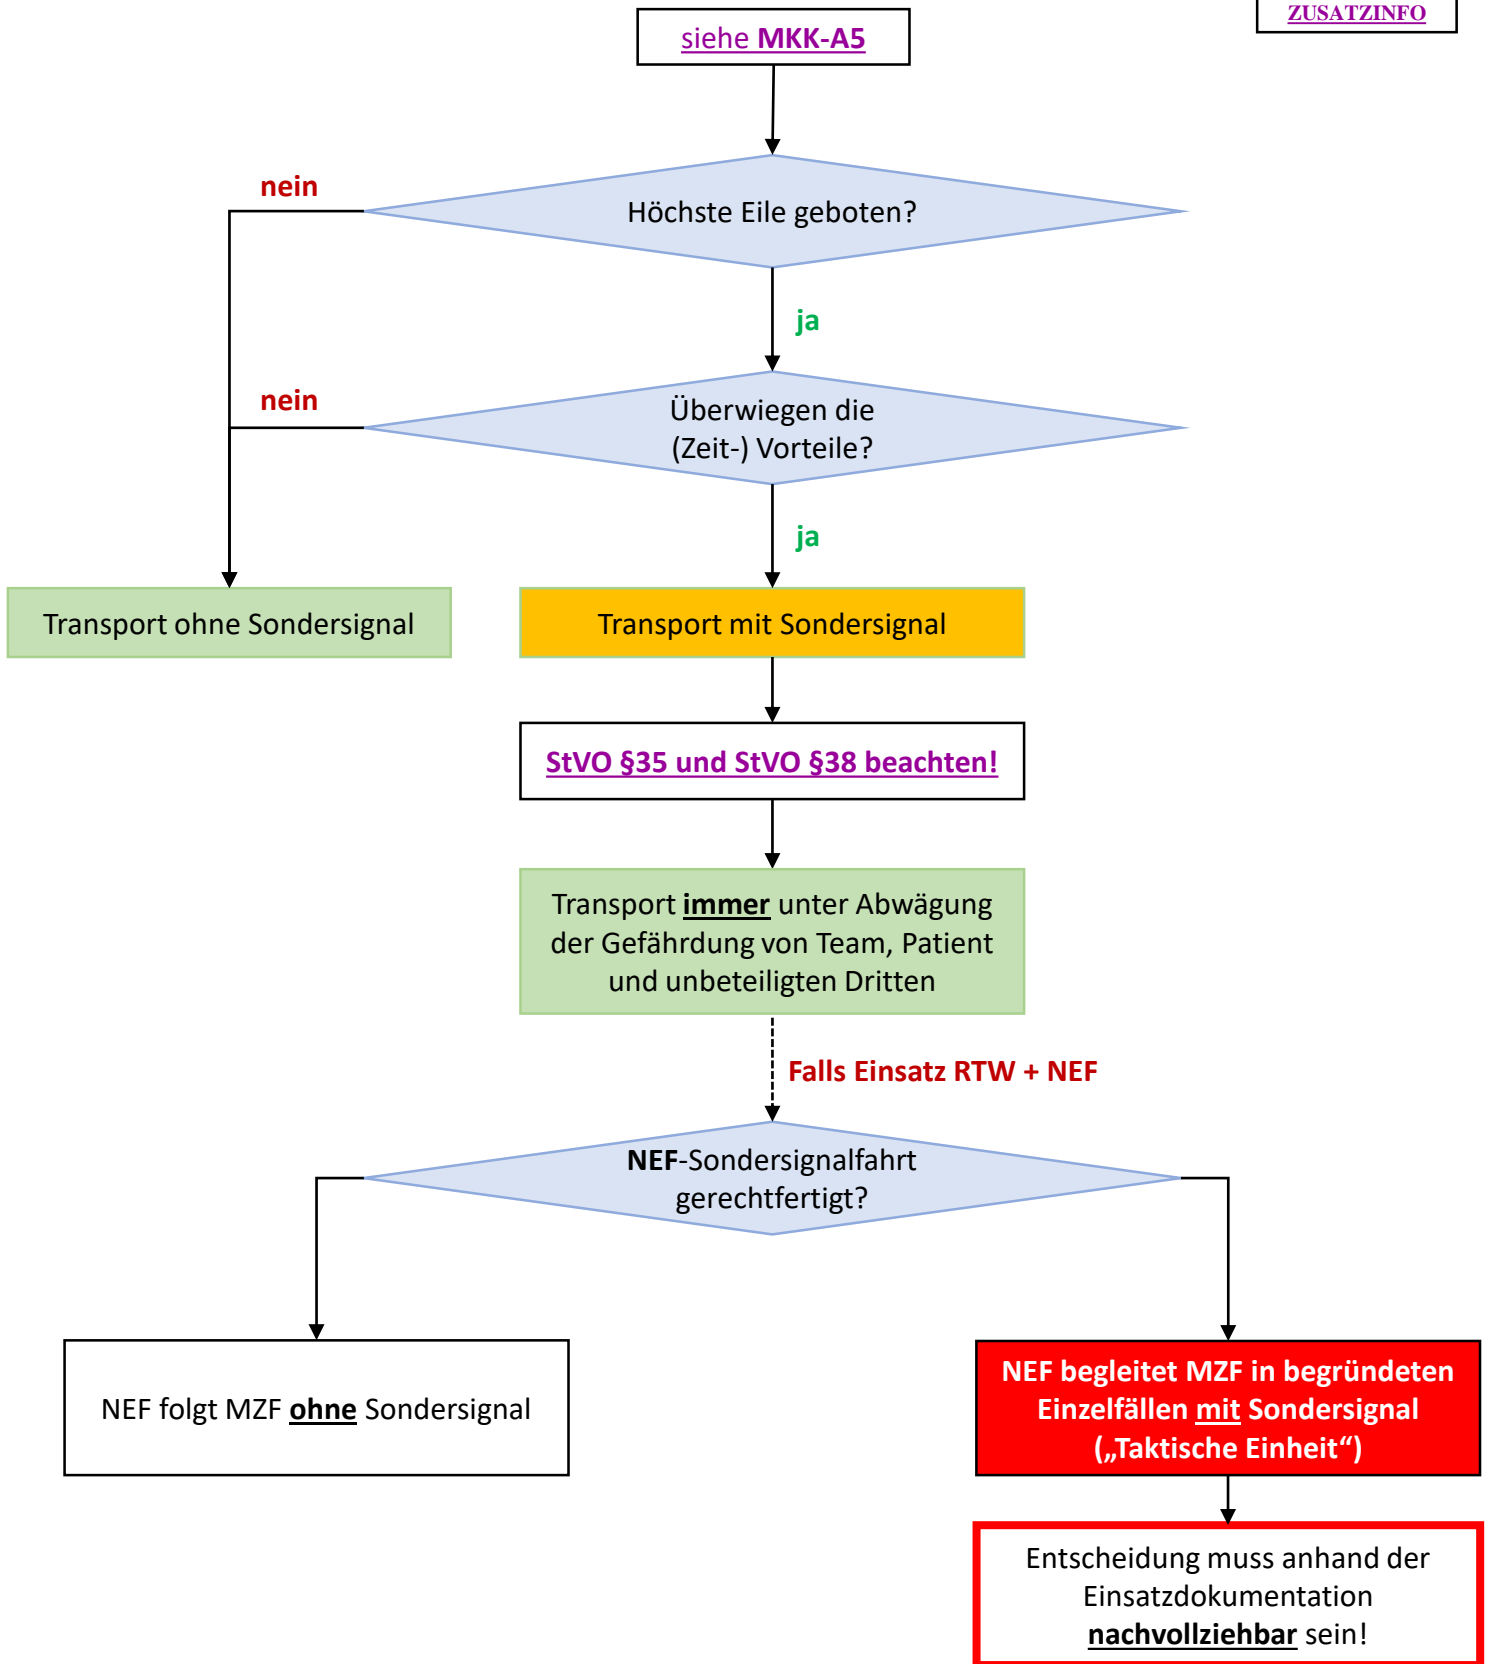 ZUSATZINFO
siehe MKK-A5
nein
Höchste Eile geboten?
ja
nein
Überwiegen die
(Zeit-) Vorteile?
ja
Transport ohne Sondersignal
Transport mit Sondersignal
StVO §35 und StVO §38 beachten!
Transport immer unter Abwägung
der Gefährdung von Team, Patient
und unbeteiligten Dritten
Falls Einsatz RTW + NEF
NEF-Sondersignalfahrt
gerechtfertigt?
NEF folgt MZF ohne Sondersignal
NEF begleitet MZF in begründeten
Einzelfällen mit Sondersignal
(„Taktische Einheit“)
Entscheidung muss anhand der
Einsatzdokumentation
nachvollziehbar sein!